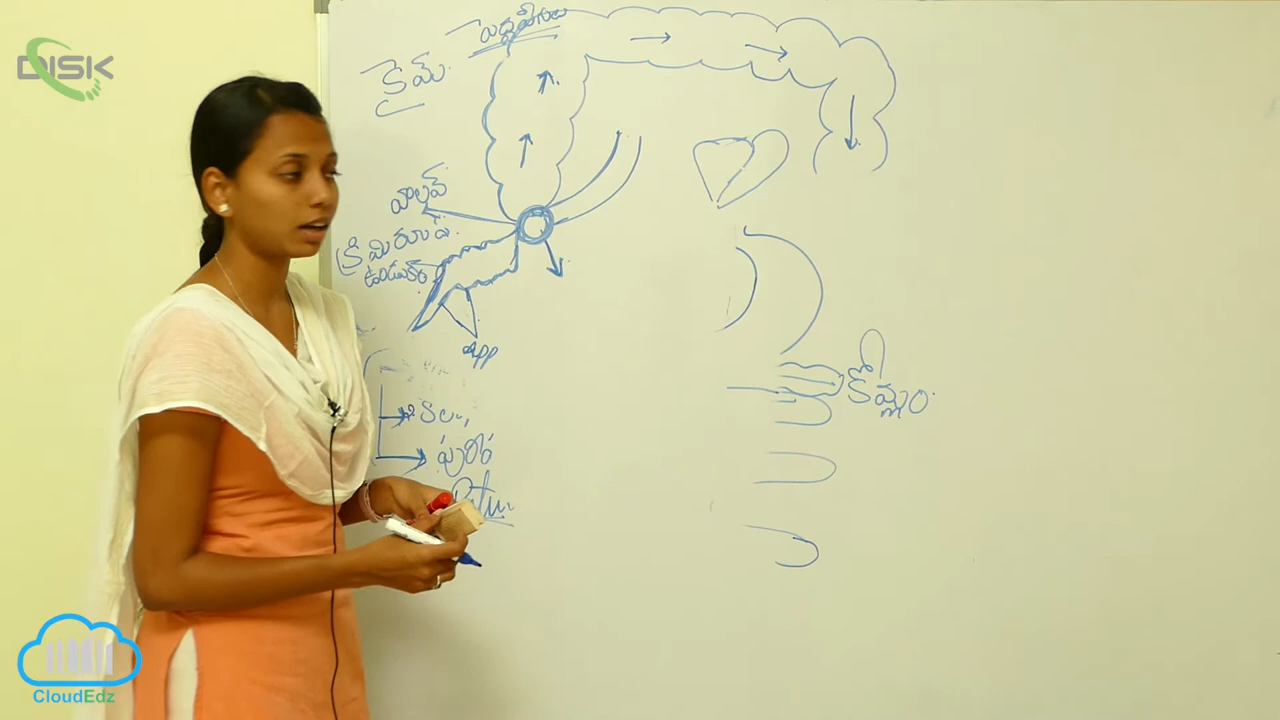 DISK
పెద్దపేగులు
కైమ్
వాల్వ్
క్రిమి రూప
ఉండుకం
App
కోమ్లం.
CloudEdz